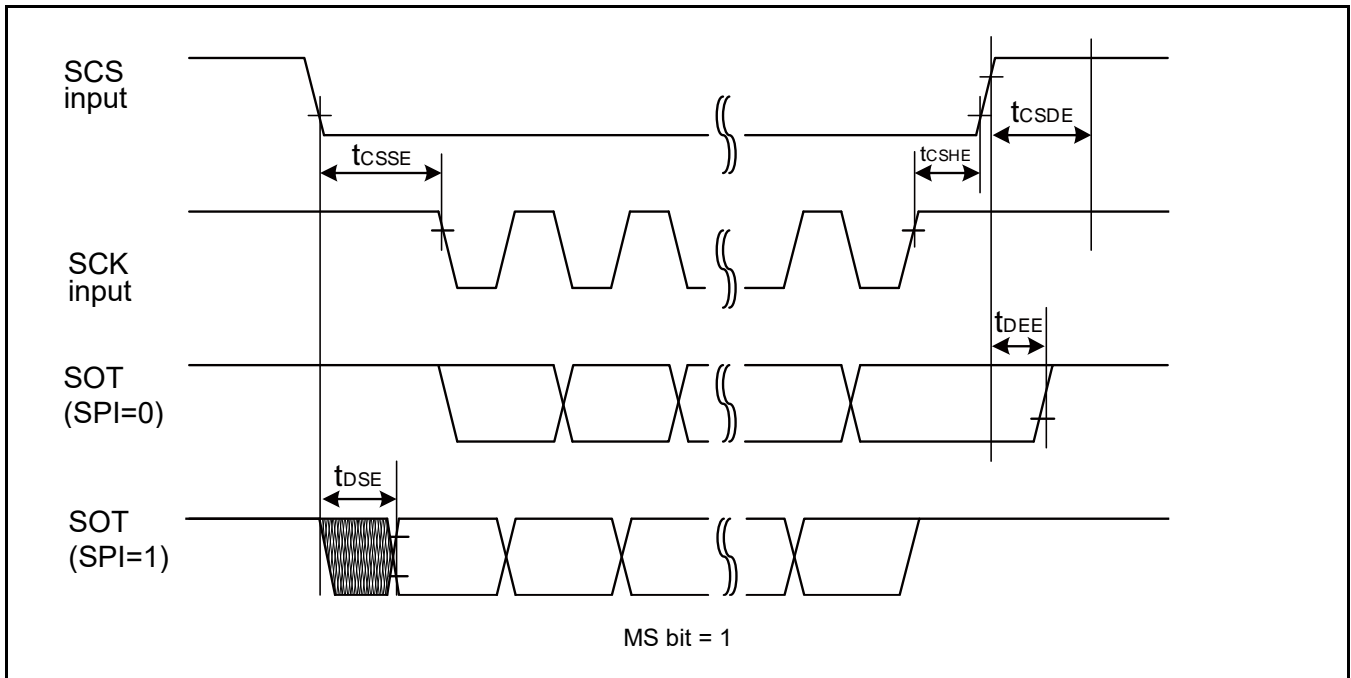 SCS
input
tCSDE
tCSSE
tCSHE
SCK
input
tDEE
SOT
(SPI=0)
tDSE
SOT
(SPI=1)
MS bit = 1